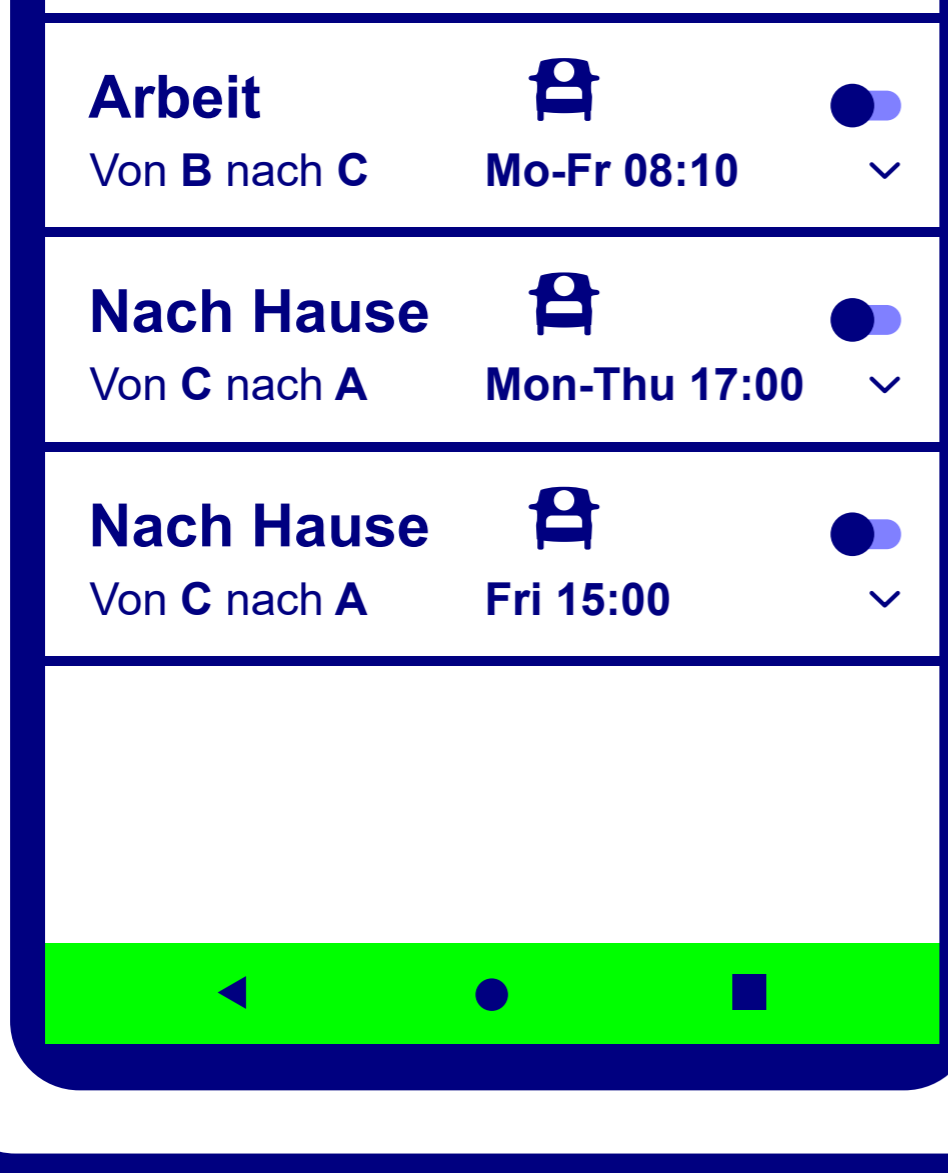 Arbeit
Von B nach C Mo-Fr 08:10
Nach Hause
Von C nach A Mon-Thu 17:00
Nach Hause
Von C nach A Fri 15:00